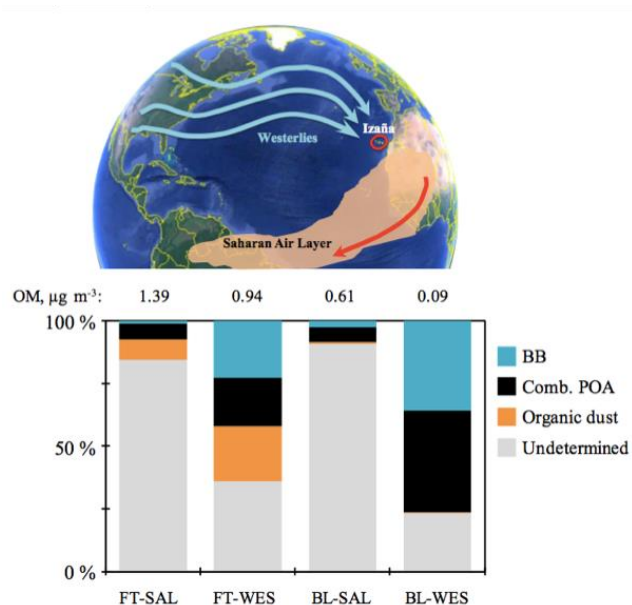 Izaña
Westerlies
Saharan Air Layer
OM, μg m⁻³: 1.39 0.94 0.61 0.09
100 %
50 %
0 %
BB
Comb. POA
Organic dust
Undetermined
FT-SAL FT-WES BL-SAL BL-WES